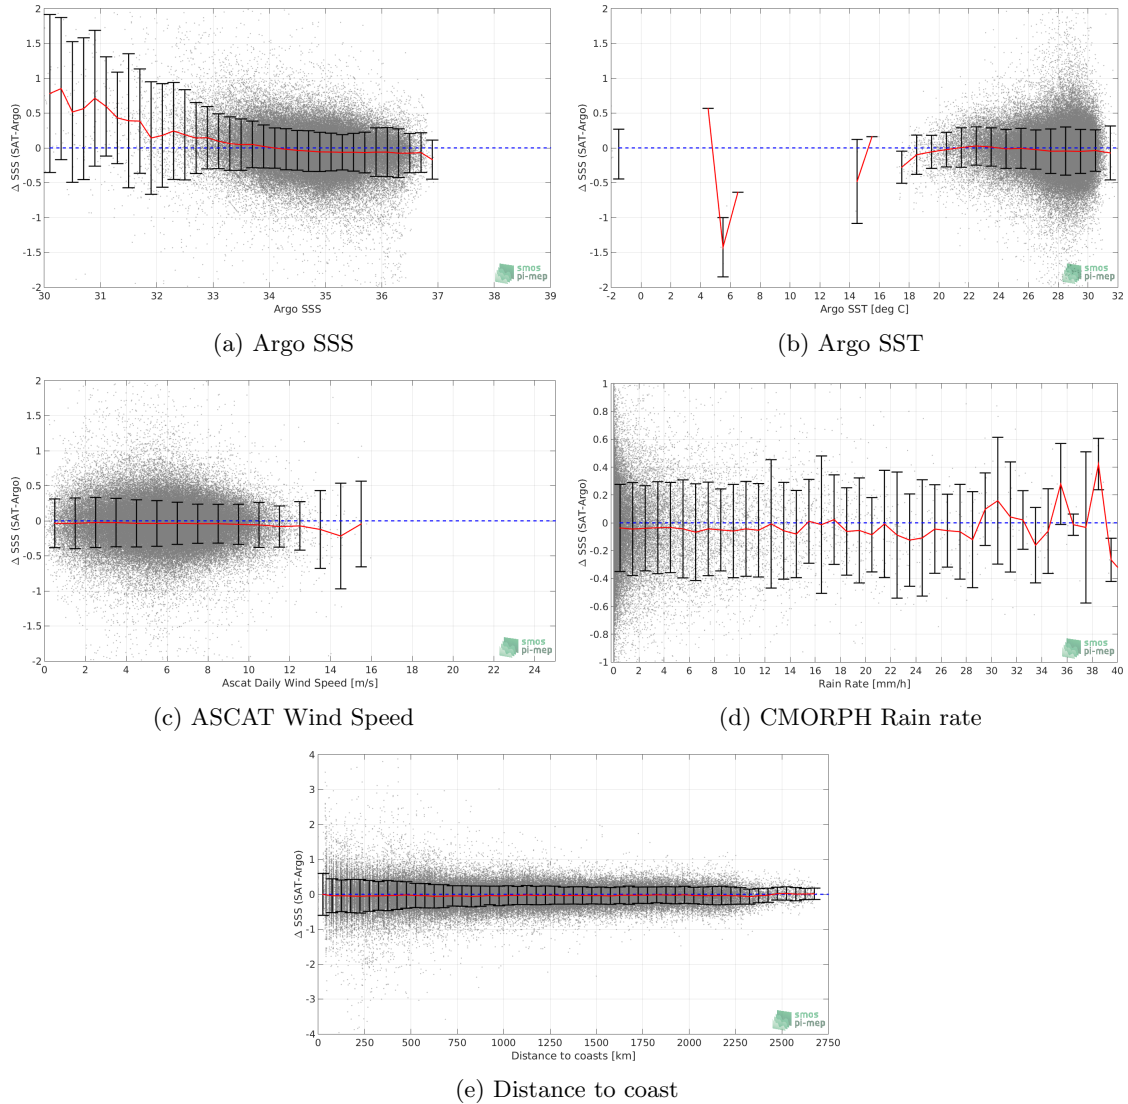 2
1.5
1
0.5
0
-0.5
-1
-1.5
-2
Δ SSS (SAT-Argo)
30 31 32 33 34 35 36 37 38 39
Argo SSS
smos
pi-mep
(a) Argo SSS
2
1.5
1
0.5
0
-0.5
-1
-1.5
-2
Δ SSS (SAT-Argo)
-2 0 2 4 6 8 10 12 14 16 18 20 22 24 26 28 30 32
Argo SST [deg C]
smos
pi-mep
(b) Argo SST
2
1.5
1
0.5
0
-0.5
-1
-1.5
-2
Δ SSS (SAT-Argo)
0 2 4 6 8 10 12 14 16 18 20 22 24
Ascat Daily Wind Speed [m/s]
smos
pi-mep
(c) ASCAT Wind Speed
1
0.8
0.6
0.4
0.2
0
-0.2
-0.4
-0.6
-0.8
-1
Δ SSS (SAT-Argo)
0 2 4 6 8 10 12 14 16 18 20 22 24 26 28 30 32 34 36 38 40
Rain Rate [mm/h]
smos
pi-mep
(d) CMORPH Rain rate
4
3
2
1
0
-1
-2
-3
-4
Δ SSS (SAT-Argo)
0 250 500 750 1000 1250 1500 1750 2000 2250 2500 2750
Distance to coasts [km]
smos
pi-mep
(e) Distance to coast